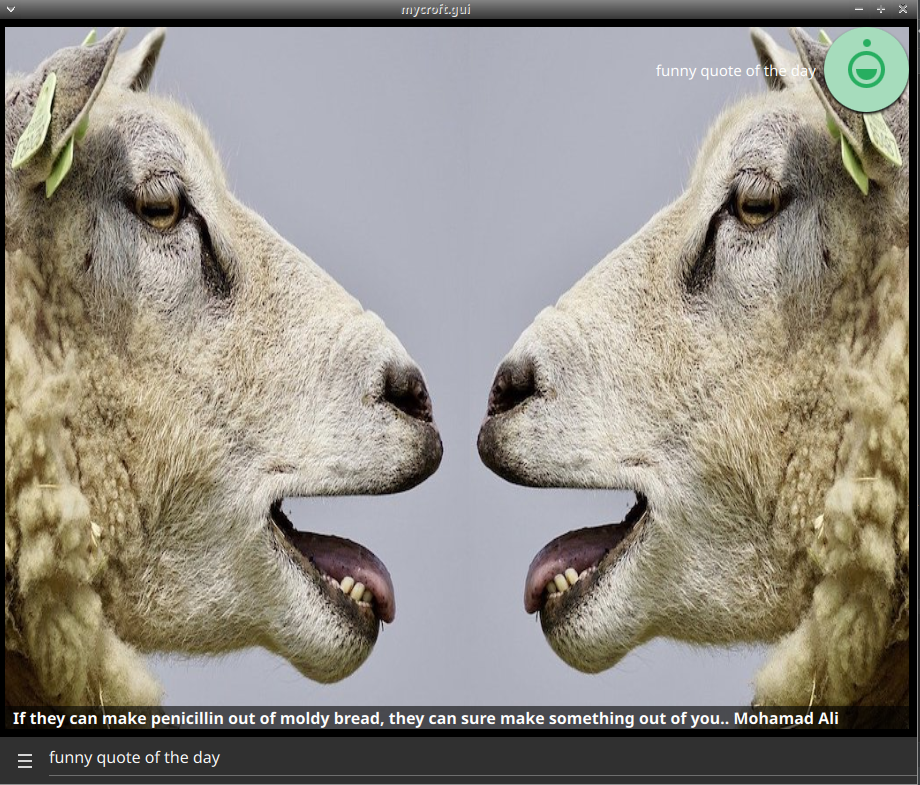 mycroft.gui
funny quote of the day
If they can make penicillin out of moldy bread, they can sure make something out of you.. Mohamad Ali
funny quote of the day